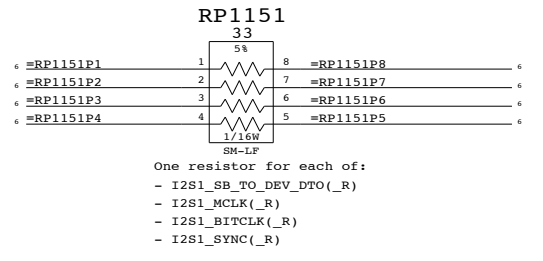 RP1151
33
5%
6 =RP1151P1 1 8 =RP1151P8 6
6 =RP1151P2 2 7 =RP1151P7 6
6 =RP1151P3 3 6 =RP1151P6 6
6 =RP1151P4 4 5 =RP1151P5 6
1/16W
SM-LF
One resistor for each of:
- I2S1_SB_TO_DEV_DTO(_R)
- I2S1_MCLK(_R)
- I2S1_BITCLK(_R)
- I2S1_SYNC(_R)